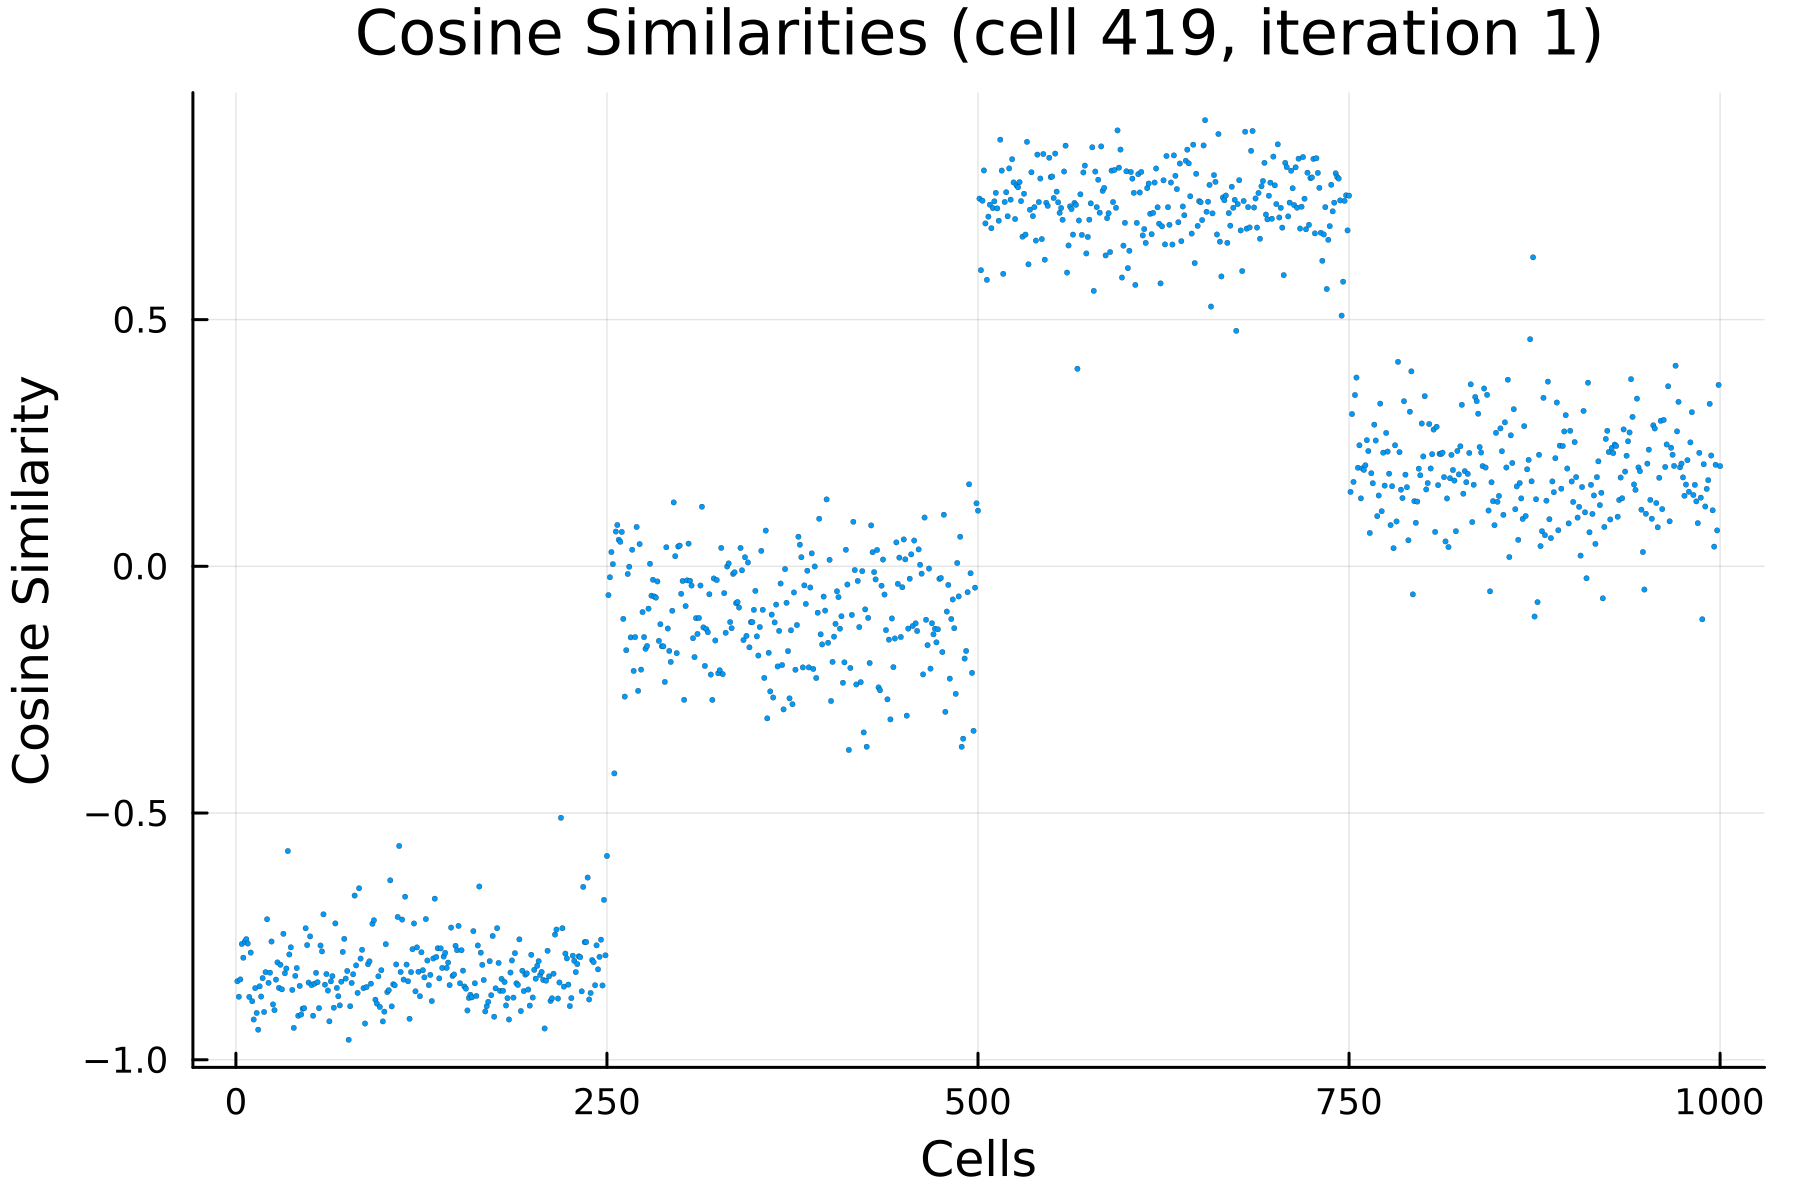 Cosine Similarities (cell 419, iteration 1)
Cosine Similarity
0.5
0.0
−0.5
−1.0
0 250 500 750 1000
Cells